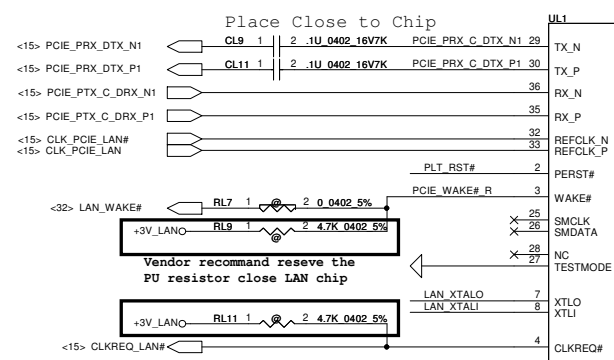 Place Close to Chip
UL1
<15> PCIE_PRX_DTX_N1 CL9 1 2 .1U_0402_16V7K PCIE_PRX_C_DTX_N1 29 TX_N
<15> PCIE_PRX_DTX_P1 CL11 1 2 .1U_0402_16V7K PCIE_PRX_C_DTX_P1 30 TX_P
<15> PCIE_PTX_C_DRX_N1 36 RX_N
<15> PCIE_PTX_C_DRX_P1 35 RX_P
<15> CLK_PCIE_LAN# 32 REFCLK_N
<15> CLK_PCIE_LAN 33 REFCLK_P
PLT_RST# 2 PERST#
PCIE_WAKE#_R 3 WAKE#
<32> LAN_WAKE# RL7 1 @ 2 0_0402_5%
25 SMCLK
+3V_LAN RL9 1 @ 2 4.7K_0402_5% 26 SMDATA
28 NC
Vendor recommand reseve the 27 TESTMODE
PU resistor close LAN chip
LAN_XTALO 7 XTLO
LAN_XTALI 8 XTLI
+3V_LAN RL11 1 @ 2 4.7K_0402_5%
<15> CLKREQ_LAN# 4 CLKREQ#